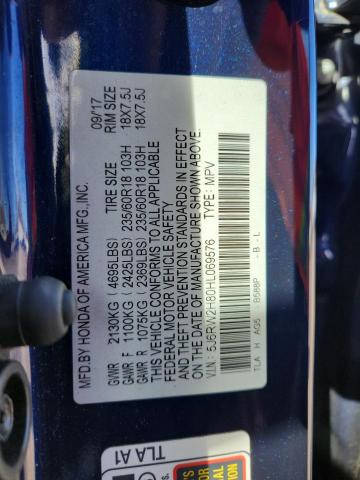 MFD.BY HONDA OF AMERICA MFG.,INC. 09/17
TIRE SIZE RIM SIZE
GVWR 2130KG ( 4695LBS)
GAWR F 1100KG ( 2425LBS) 235/60R18 103H 18X7.5J
GAWR R 1075KG ( 2369LBS) 235/60R18 103H 18X7.5J
THIS VEHICLE CONFORMS TO ALL APPLICABLE
FEDERAL MOTOR VEHICLE SAFETY
AND THEFT PREVENTION STANDARDS IN EFFECT
ON THE DATE OF MANUFACTURE SHOWN ABOVE.
V.I.N.: 5J6RW2H80HL069576 TYPE: MPV
TLA H AG5 B588P - B - L
TLA A1